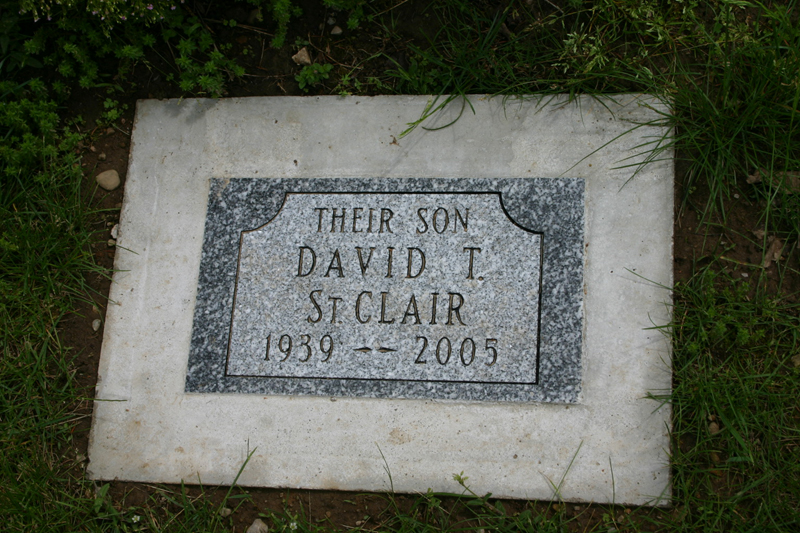 THEIR SON
DAVID T.
ST. CLAIR
1939 — 2005